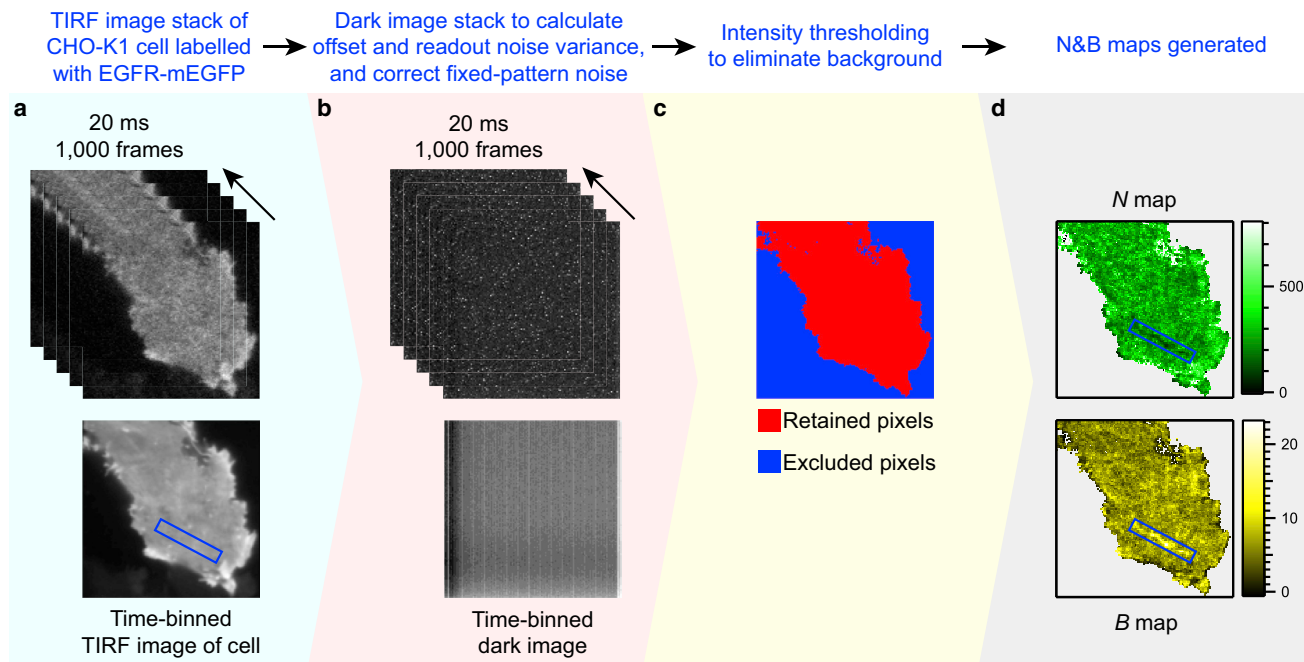 TIRF image stack of
CHO-K1 cell labelled
with EGFR-mEGFP
Dark image stack to calculate
offset and readout noise variance,
and correct fixed-pattern noise
Intensity thresholding
to eliminate background
N&B maps generated
a
20 ms
1,000 frames
Time-binned
TIRF image of cell
b
20 ms
1,000 frames
Time-binned
dark image
c
Retained pixels
Excluded pixels
d
N map
500
0
20
10
0
B map